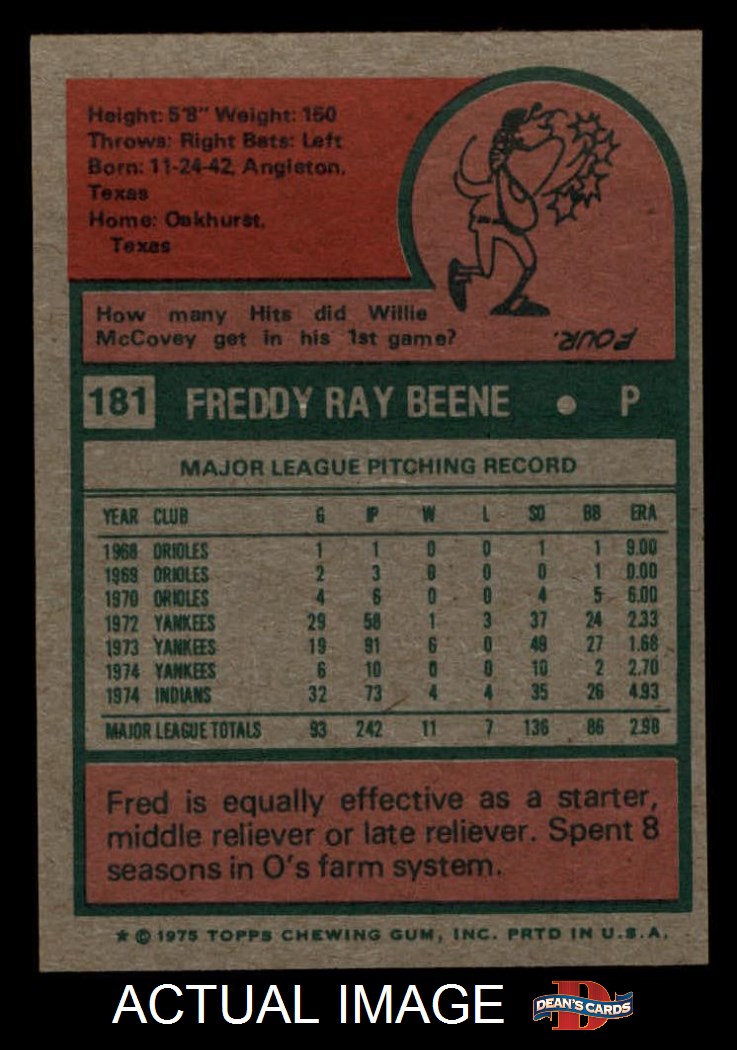 Height: 5'8" Weight: 160
Throws: Right Bats: Left
Born: 11-24-42, Angleton,
Texas
Home: Oakhurst,
Texas
How many Hits did Willie
McCovey get in his 1st game?
FOUR.
181 FREDDY RAY BEENE • P
MAJOR LEAGUE PITCHING RECORD
YEAR CLUB G IP W L SO BB ERA
1968 ORIOLES 1 1 0 0 1 1 9.00
1969 ORIOLES 2 3 0 0 0 1 0.00
1970 ORIOLES 4 6 0 0 4 5 6.00
1972 YANKEES 29 58 1 3 37 24 2.33
1973 YANKEES 19 91 6 0 49 27 1.68
1974 YANKEES 6 10 0 0 10 2 2.70
1974 INDIANS 32 73 4 4 35 26 4.93
MAJOR LEAGUE TOTALS 93 242 11 7 136 86 2.98
Fred is equally effective as a starter,
middle reliever or late reliever. Spent 8
seasons in O's farm system.
★ © 1975 TOPPS CHEWING GUM, INC. PRTD IN U.S.A.
ACTUAL IMAGE
D
DEAN'S CARDS